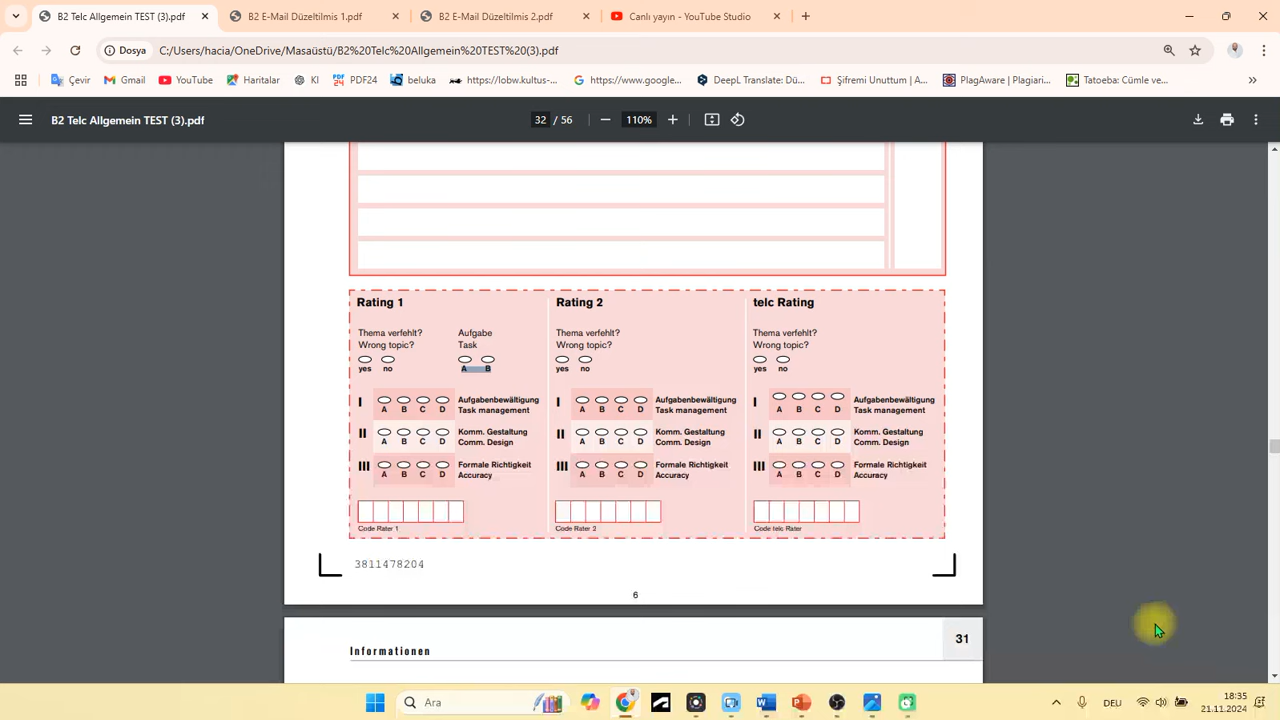 B2 Telc Allgemein TEST (3).pdf
B2 E-Mail Düzeltilmis 1.pdf
B2 E-Mail Düzeltilmis 2.pdf
Canlı yayın - YouTube Studio
Dosya
C:/Users/hacia/OneDrive/Masaüstü/B2%20Telc%20Allgemein%20TEST%20(3).pdf
Çevir
Gmail
YouTube
Haritalar
KI
PDF24
beluka
https://lobw.kultus-...
https://www.google...
DeepL Translate: Dü...
Şifremi Unuttum | A...
PlagAware | Plagiari...
Tatoeba: Cümle ve...
B2 Telc Allgemein TEST (3).pdf
32 / 56
110%
Rating 1
Rating 2
telc Rating
Thema verfehlt?
Wrong topic?
Aufgabe
Task
Thema verfehlt?
Wrong topic?
Thema verfehlt?
Wrong topic?
yes no A B
yes no
yes no
I A B C D Aufgabenbewältigung
Task management
I A B C D Aufgabenbewältigung
Task management
I A B C D Aufgabenbewältigung
Task management
II A B C D Komm. Gestaltung
Comm. Design
II A B C D Komm. Gestaltung
Comm. Design
II A B C D Komm. Gestaltung
Comm. Design
III A B C D Formale Richtigkeit
Accuracy
III A B C D Formale Richtigkeit
Accuracy
III A B C D Formale Richtigkeit
Accuracy
Code Rater 1
Code Rater 2
Code telc Rater
3811478204
6
Informationen
31
Ara
DEU
18:35
21.11.2024